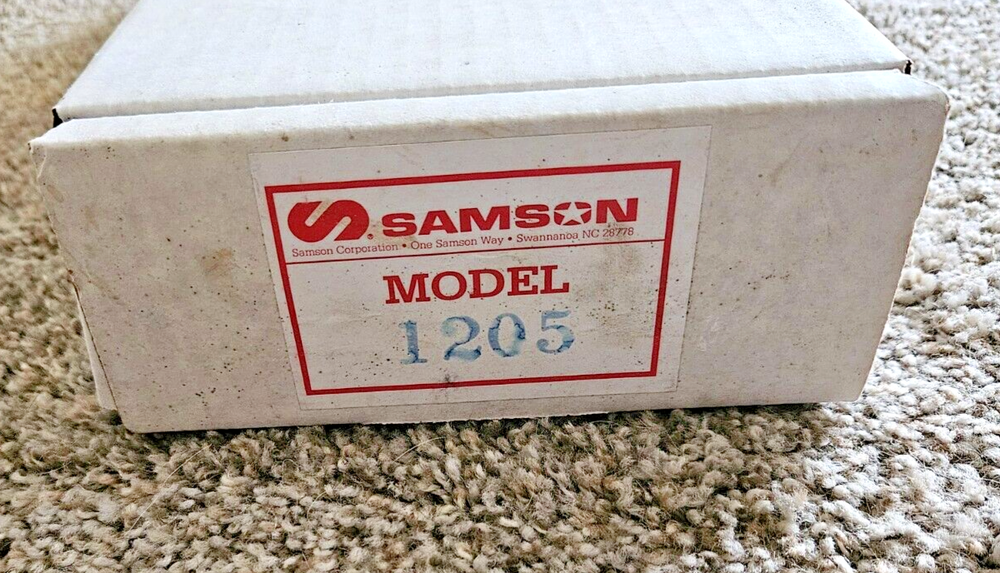 SAMSON
Samson Corporation • One Samson Way • Swannanoa NC 28778
MODEL
1205